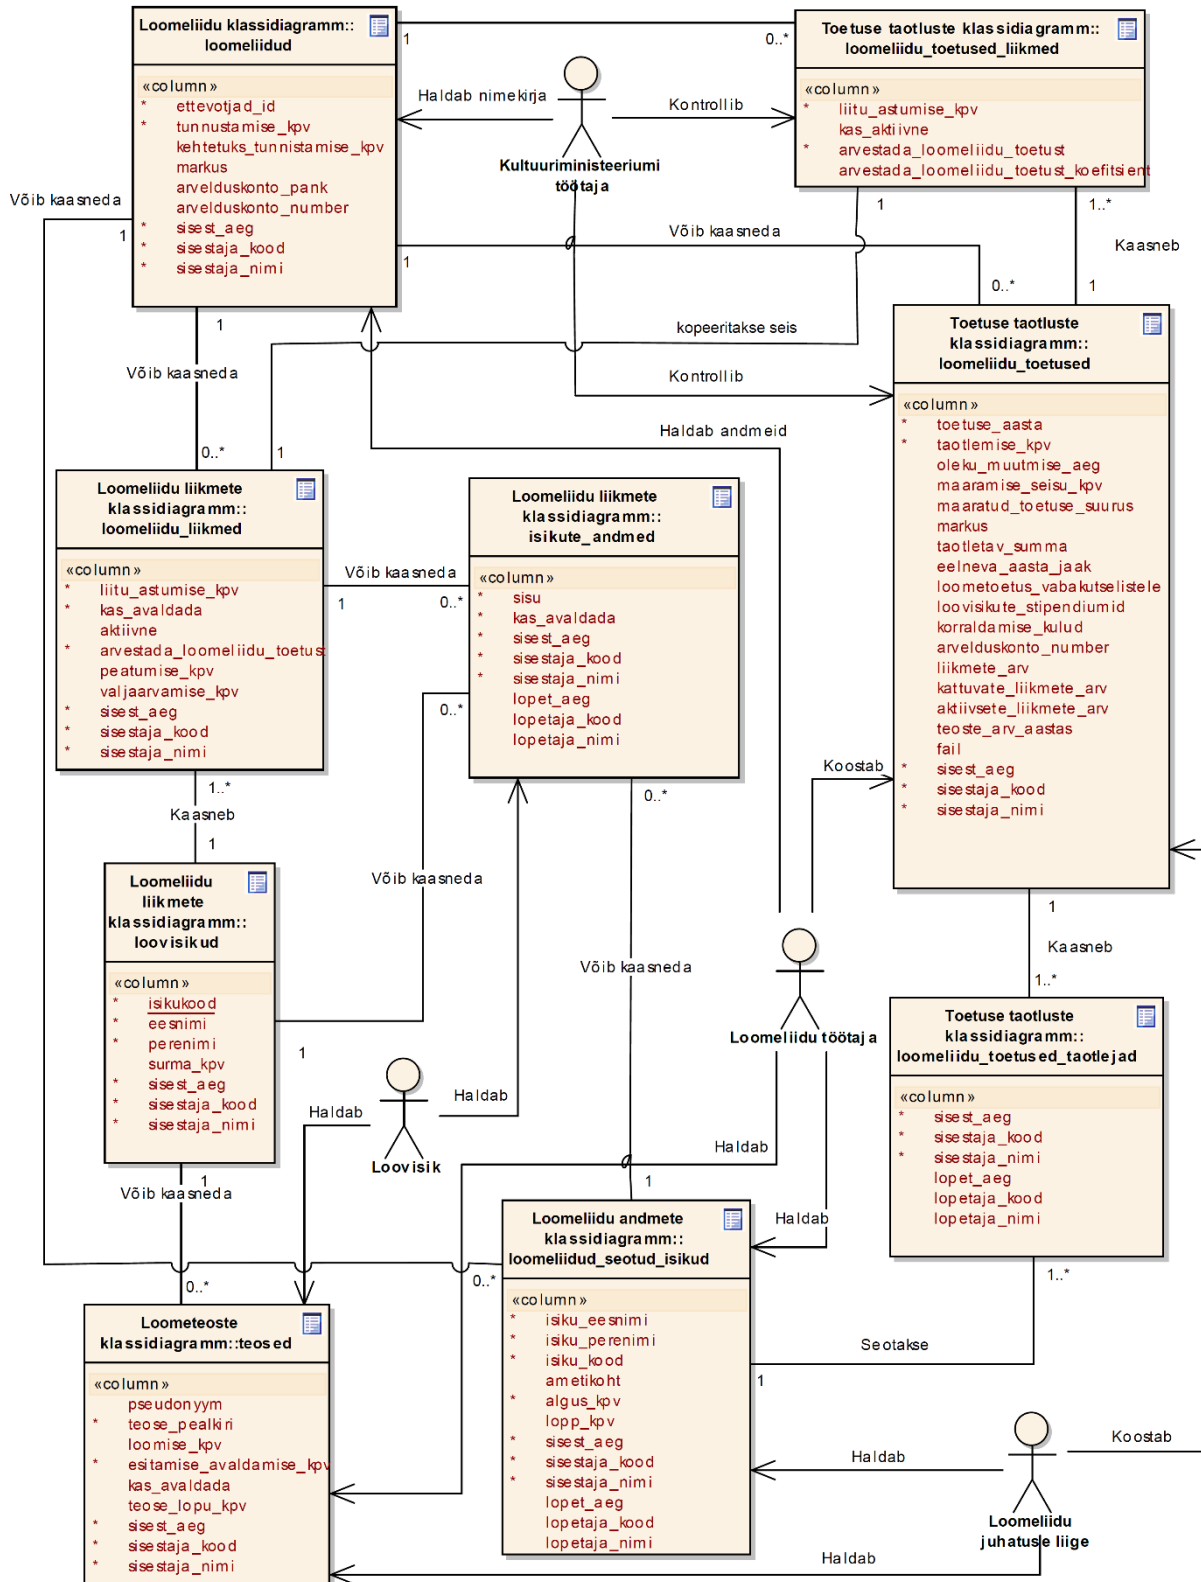 Loomeliidu klassidiagramm::
loomeliidud
«column»
* ettevotjad_id
* tunnustamise_kpv
kehtetuks_tunnistamise_kpv
markus
arvelduskonto_pank
arvelduskonto_number
* sisest_aeg
* sisestaja_kood
* sisestaja_nimi
1
0..*
Toetuse taotluste klassidiagramm::
loomeliidu_toetused_liikmed
«column»
* liitu_astumise_kpv
kas_aktiivne
* arvestada_loomeliidu_toetust
arvestada_loomeliidu_toetust_koefitsient
Haldab nimekirja
Kontrollib
Kultuuriministeeriumi
töötaja
Võib kaasneda
1
Võib kaasneda
1
0..*
1
1..*
Kaasneb
1
kopeeritakse seis
1
Kontrollib
Võib kaasneda
1
0..*
Haldab andmeid
Toetuse taotluste
klassidiagramm::
loomeliidu_toetused
«column»
* toetuse_aasta
* taotlemise_kpv
oleku_muutmise_aeg
maaramise_seisu_kpv
maaratud_toetuse_suurus
markus
taotletav_summa
eelneva_aasta_jaak
loometoetus_vabakutselistele
loovisikute_stipendiumid
korraldamise_kulud
arvelduskonto_number
liikmete_arv
kattuvate_liikmete_arv
aktiivsete_liikmete_arv
teoste_arv_aastas
fail
* sisest_aeg
* sisestaja_kood
* sisestaja_nimi
Loomeliidu liikmete
klassidiagramm::
loomeliidu_liikmed
«column»
* liitu_astumise_kpv
* kas_avaldada
aktiivne
* arvestada_loomeliidu_toetust
peatumise_kpv
valjaarvamise_kpv
* sisest_aeg
* sisestaja_kood
* sisestaja_nimi
Võib kaasneda
1
0..*
Loomeliidu liikmete
klassidiagramm::
isikute_andmed
«column»
* sisu
* kas_avaldada
* sisest_aeg
* sisestaja_kood
* sisestaja_nimi
lopet_aeg
lopetaja_kood
lopetaja_nimi
0..*
0..*
1..*
Kaasneb
1
Koostab
Võib kaasneda
Loomeliidu
liikmete
klassidiagramm::
loovisikud
«column»
* isikukood
* eesnimi
* perenimi
surma_kpv
* sisest_aeg
* sisestaja_kood
* sisestaja_nimi
1
Võib kaasneda
1
Kaasneb
1..*
Loomeliidu töötaja
Haldab
Haldab
Loovisik
Haldab
Haldab
1
Võib kaasneda
0..*
1
0..*
Toetuse taotluste
klassidiagramm::
loomeliidu_toetused_taotlejad
«column»
* sisest_aeg
* sisestaja_kood
* sisestaja_nimi
lopet_aeg
lopetaja_kood
lopetaja_nimi
1..*
Seotakse
1
Loomeliidu andmete
klassidiagramm::
loomeliidud_seotud_isikud
«column»
* isiku_eesnimi
* isiku_perenimi
* isiku_kood
ametikoht
* algus_kpv
lopp_kpv
* sisest_aeg
* sisestaja_kood
* sisestaja_nimi
lopet_aeg
lopetaja_kood
lopetaja_nimi
Loometeoste
klassidiagramm::teosed
«column»
pseudonyym
* teose_pealkiri
loomise_kpv
* esitamise_avaldamise_kpv
kas_avaldada
teose_lopu_kpv
* sisest_aeg
* sisestaja_kood
* sisestaja_nimi
Koostab
Haldab
Loomeliidu
juhatuse liige
Haldab